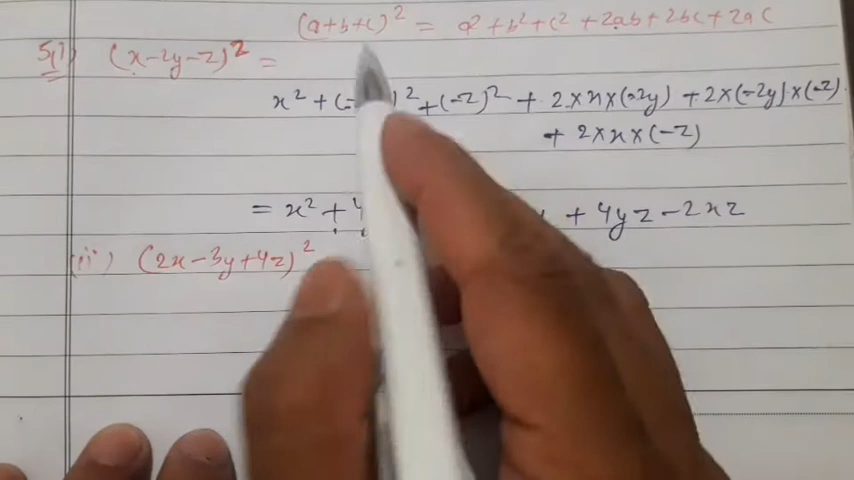 (a+b+c)² = a²+b²+c²+2ab+2bc+2ac
5(i) (x-2y-z)² =
x² + (- )²+(-z)² + 2×x×(-2y) +2×(-2y)×(-z)
+ 2×x×(-z)
= x²+4 + 4yz-2xz
(ii) (2x-3y+4z)²